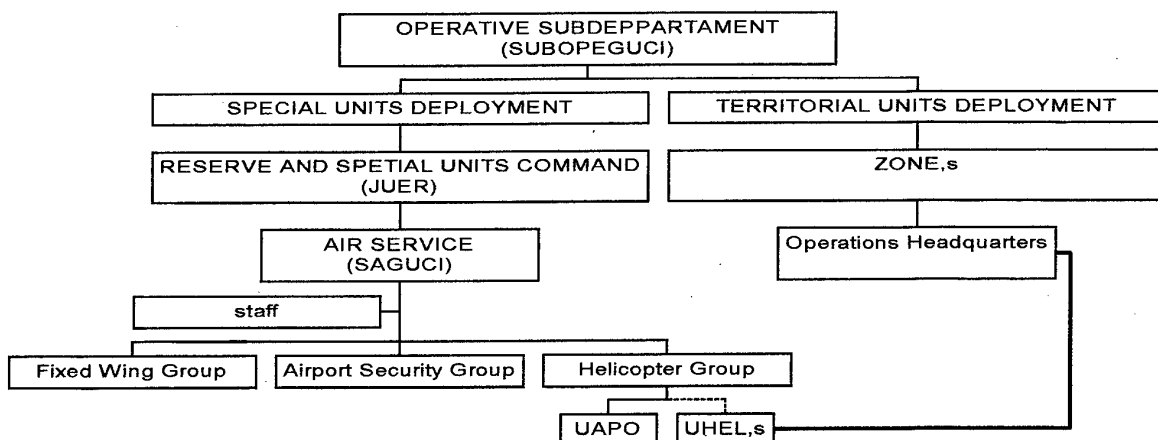 OPERATIVE SUBDEPPARTAMENT
(SUBOPEGUCI)
SPECIAL UNITS DEPLOYMENT
TERRITORIAL UNITS DEPLOYMENT
RESERVE AND SPETIAL UNITS COMMAND
(JUER)
ZONE,s
AIR SERVICE
(SAGUCI)
Operations Headquarters
staff
Fixed Wing Group
Airport Security Group
Helicopter Group
UAPO
UHEL,s